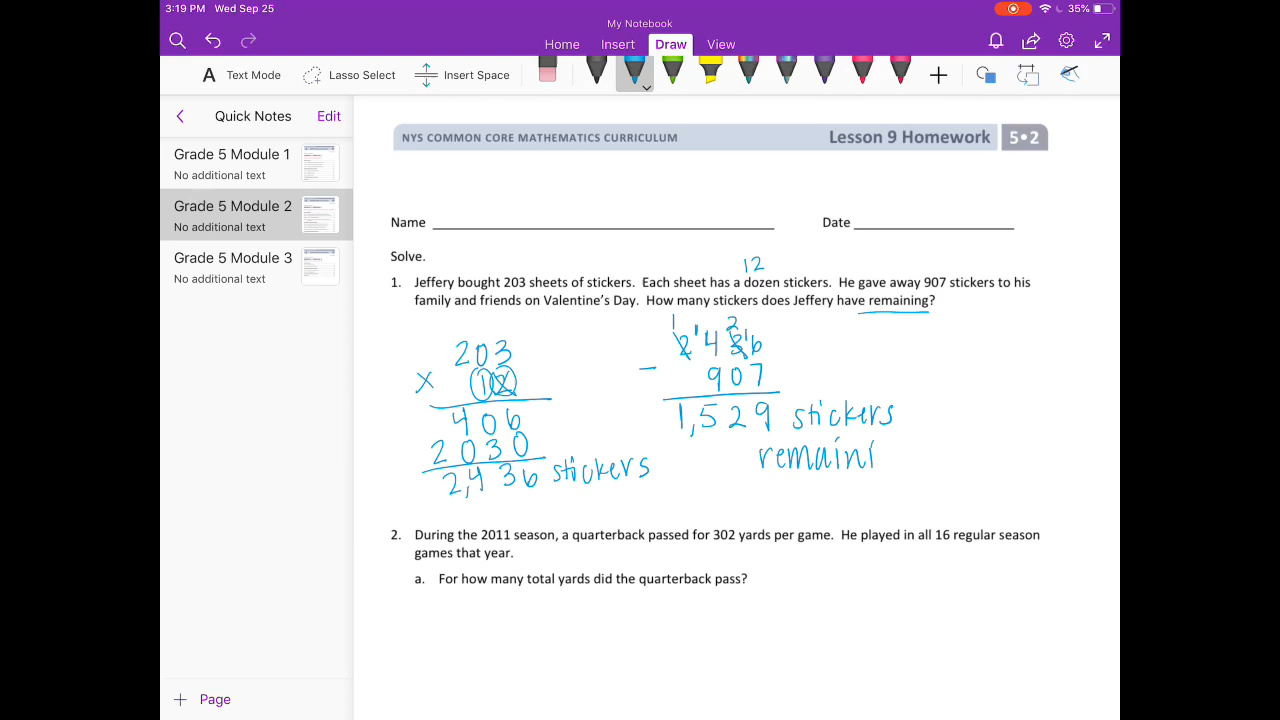 3:19 PM Wed Sep 25
35%
My Notebook
Home Insert Draw View
A Text Mode Lasso Select Insert Space
Quick Notes Edit
Grade 5 Module 1
No additional text
Grade 5 Module 2
No additional text
Grade 5 Module 3
No additional text
+ Page
NYS COMMON CORE MATHEMATICS CURRICULUM Lesson 9 Homework 5•2
Name Date
Solve.
12
1. Jeffery bought 203 sheets of stickers. Each sheet has a dozen stickers. He gave away 907 stickers to his
family and friends on Valentine's Day. How many stickers does Jeffery have remaining?
203
x 12
406
2030
2,436 stickers
1 1 2 1
2436
- 907
1,529 stickers
remaini
2. During the 2011 season, a quarterback passed for 302 yards per game. He played in all 16 regular season
games that year.
a. For how many total yards did the quarterback pass?